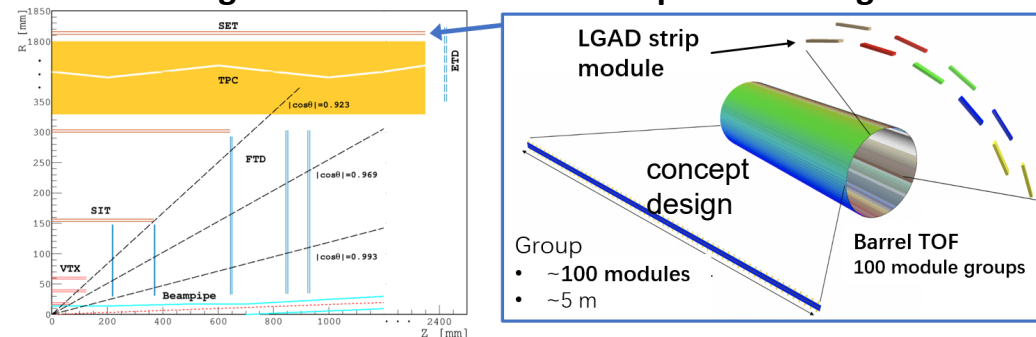 R [mm]
1850
1800
350
300
250
200
150
100
50
0
SET
TPC
ETD
|cosθ|=0.923
FTD
|cosθ|=0.969
SIT
|cosθ|=0.993
VTX
Beampipe
0 200 400 600 800 1000 2400
Z [mm]
LGAD strip
module
concept
design
Group
• ~100 modules
• ~5 m
Barrel TOF
100 module groups